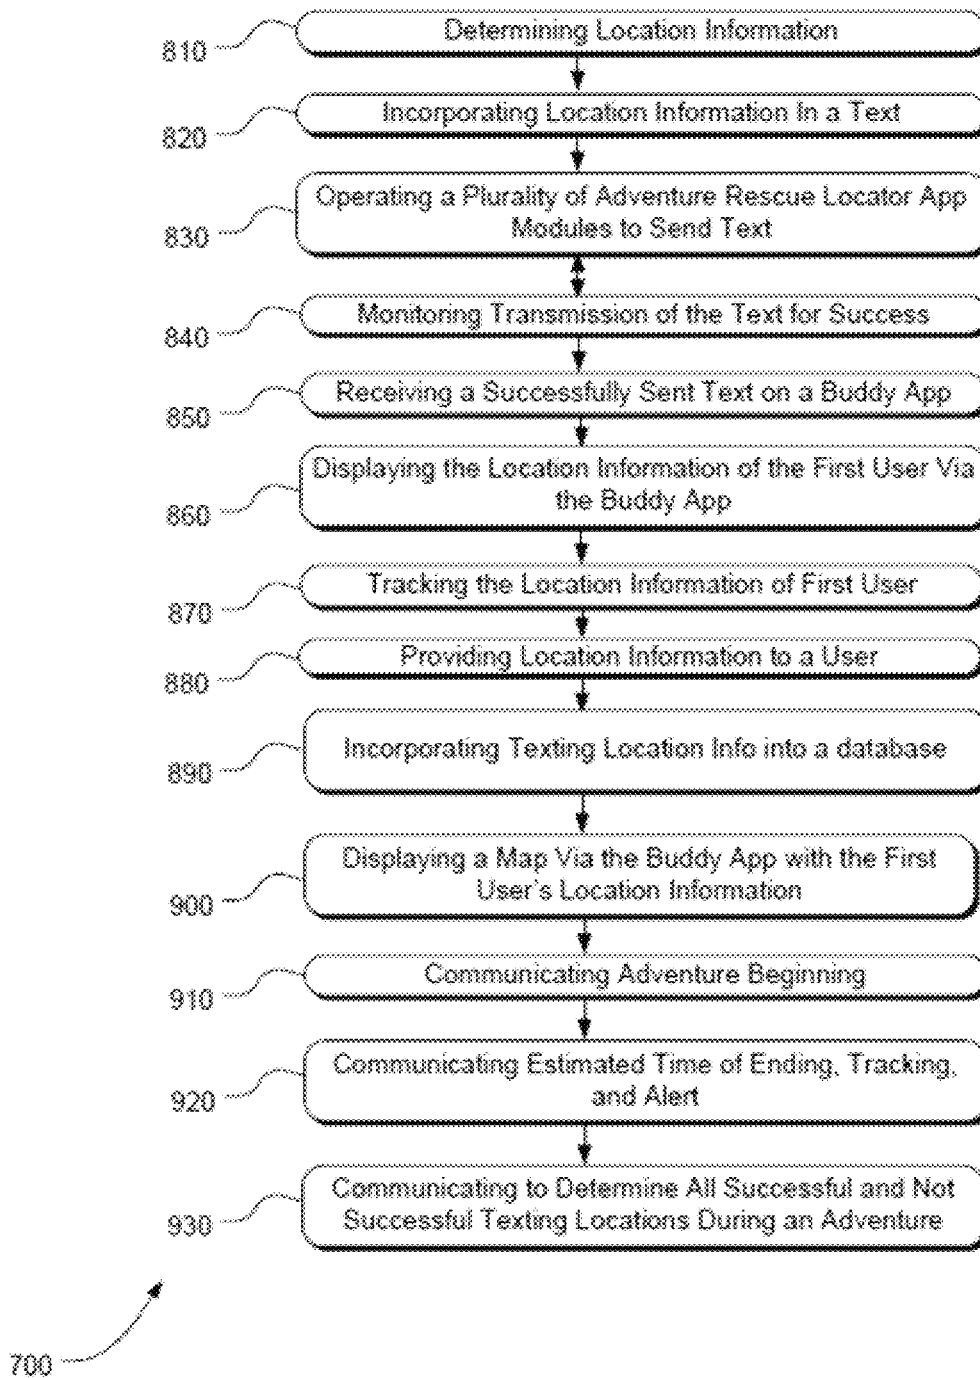 810
Determining Location Information
820
Incorporating Location Information In a Text
830
Operating a Plurality of Adventure Rescue Locator App
Modules to Send Text
840
Monitoring Transmission of the Text for Success
850
Receiving a Successfully Sent Text on a Buddy App
860
Displaying the Location Information of the First User Via
the Buddy App
870
Tracking the Location Information of First User
880
Providing Location Information to a User
890
Incorporating Texting Location Info into a database
900
Displaying a Map Via the Buddy App with the First
User's Location Information
910
Communicating Adventure Beginning
920
Communicating Estimated Time of Ending, Tracking,
and Alert
930
Communicating to Determine All Successful and Not
Successful Texting Locations During an Adventure
700